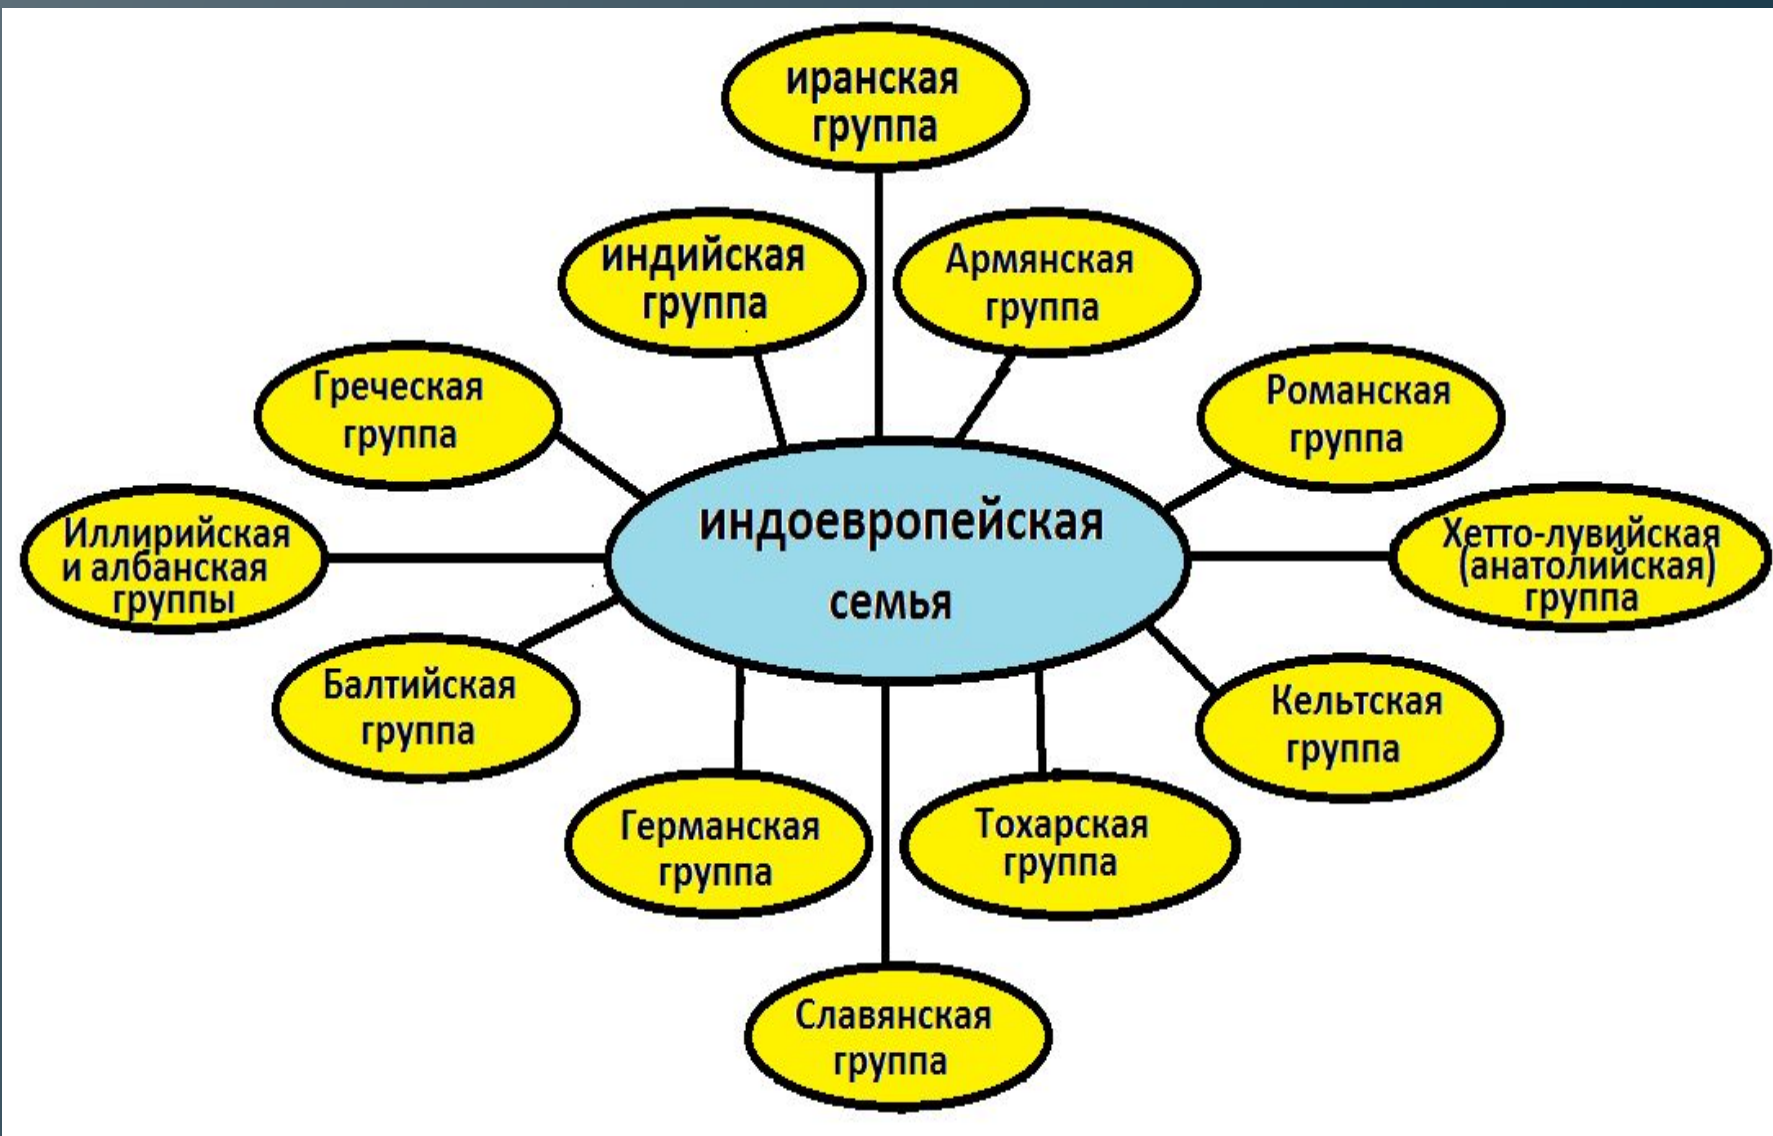 иранская
группа
индийская
группа
Армянская
группа
Греческая
группа
Романская
группа
Иллирийская
и албанская
группы
индоевропейская
семья
Хетто-лувийская
(анатолийская)
группа
Балтийская
группа
Кельтская
группа
Германская
группа
Тохарская
группа
Славянская
группа